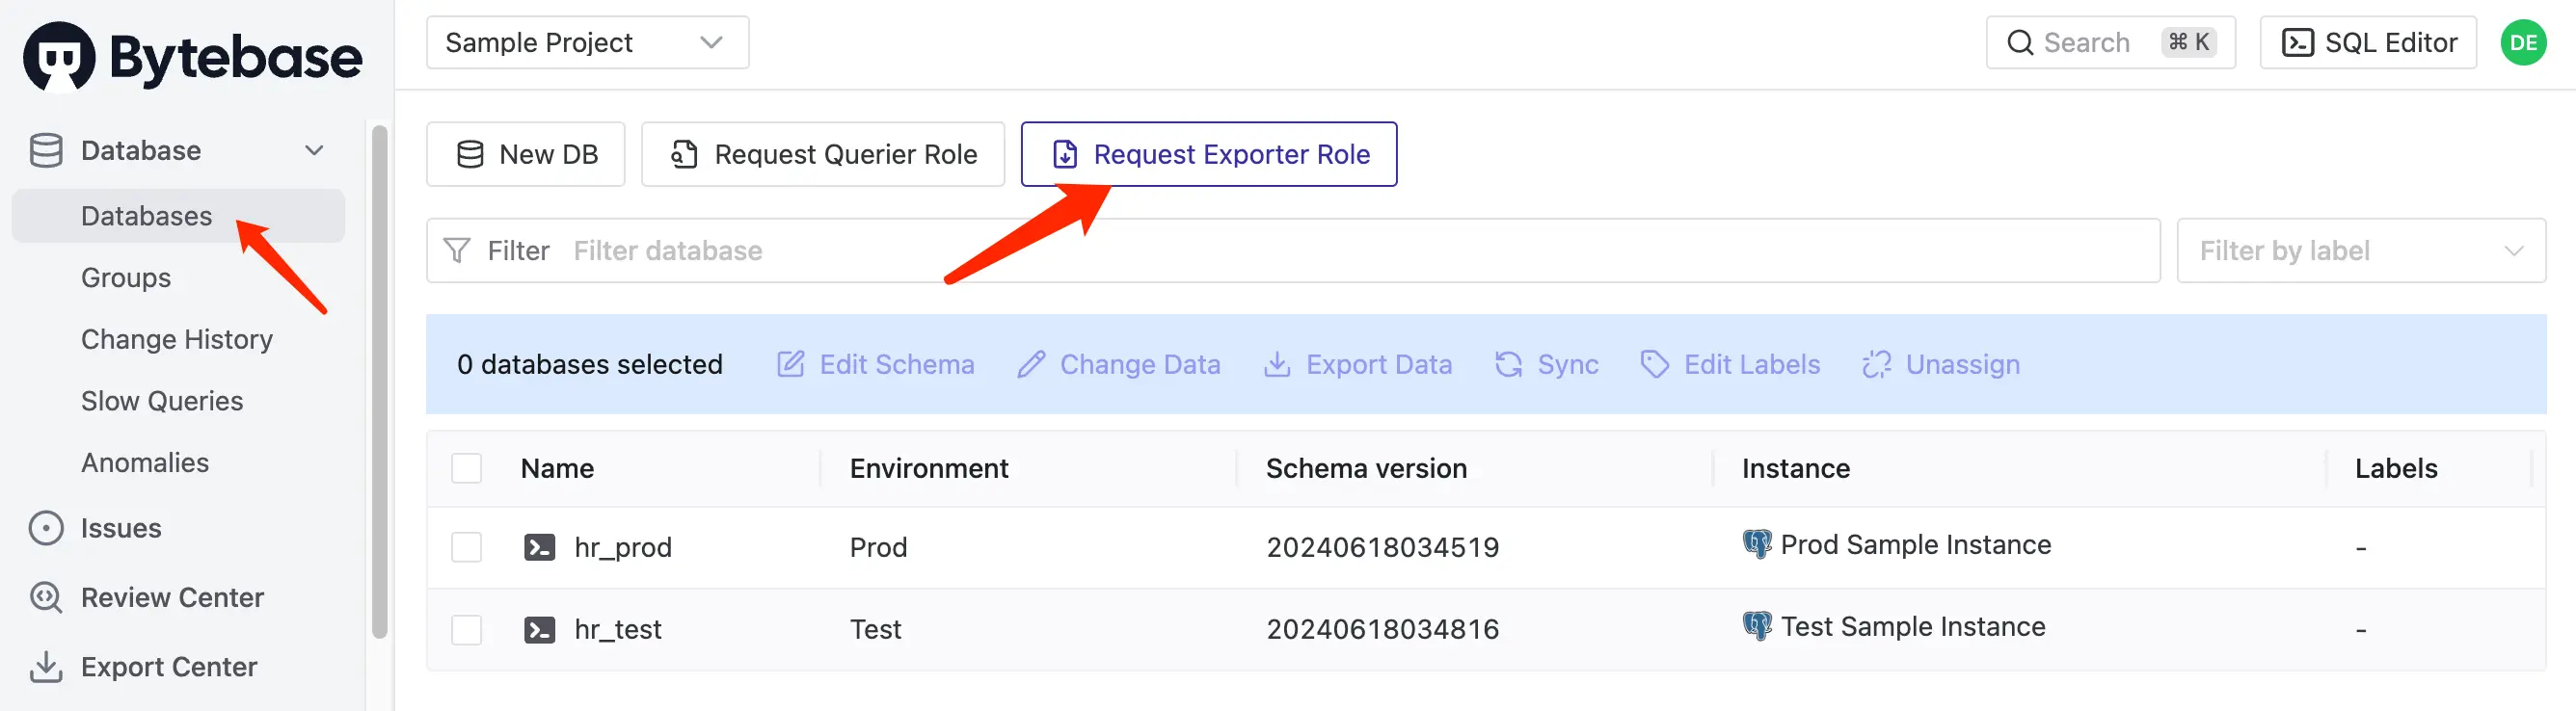 Bytebase
Sample Project
Search ⌘ K
SQL Editor
DE
Database
Databases
Groups
Change History
Slow Queries
Anomalies
Issues
Review Center
Export Center
New DB
Request Querier Role
Request Exporter Role
Filter Filter database
Filter by label
0 databases selected Edit Schema Change Data Export Data Sync Edit Labels Unassign
Name Environment Schema version Instance Labels
hr_prod Prod 20240618034519 Prod Sample Instance -
hr_test Test 20240618034816 Test Sample Instance -